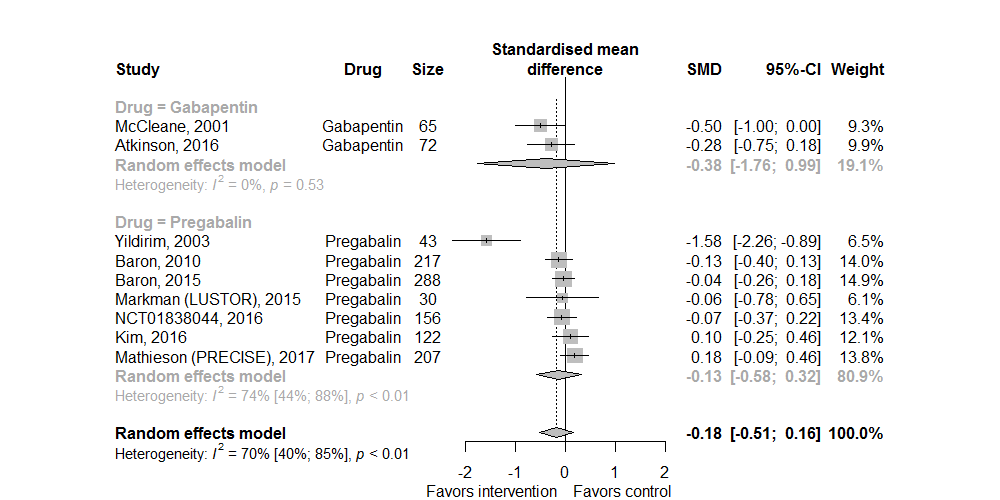 Standardised mean
Study Drug Size difference SMD 95%-CI Weight
Drug = Gabapentin
McCleane, 2001 Gabapentin 65 -0.50 [-1.00; 0.00] 9.3%
Atkinson, 2016 Gabapentin 72 -0.28 [-0.75; 0.18] 9.9%
Random effects model -0.38 [-1.76; 0.99] 19.1%
Heterogeneity: I² = 0%, p = 0.53
Drug = Pregabalin
Yildirim, 2003 Pregabalin 43 -1.58 [-2.26; -0.89] 6.5%
Baron, 2010 Pregabalin 217 -0.13 [-0.40; 0.13] 14.0%
Baron, 2015 Pregabalin 288 -0.04 [-0.26; 0.18] 14.9%
Markman (LUSTOR), 2015 Pregabalin 30 -0.06 [-0.78; 0.65] 6.1%
NCT01838044, 2016 Pregabalin 156 -0.07 [-0.37; 0.22] 13.4%
Kim, 2016 Pregabalin 122 0.10 [-0.25; 0.46] 12.1%
Mathieson (PRECISE), 2017 Pregabalin 207 0.18 [-0.09; 0.46] 13.8%
Random effects model -0.13 [-0.58; 0.32] 80.9%
Heterogeneity: I² = 74% [44%; 88%], p < 0.01
Random effects model -0.18 [-0.51; 0.16] 100.0%
Heterogeneity: I² = 70% [40%; 85%], p < 0.01
-2 -1 0 1 2
Favors intervention Favors control